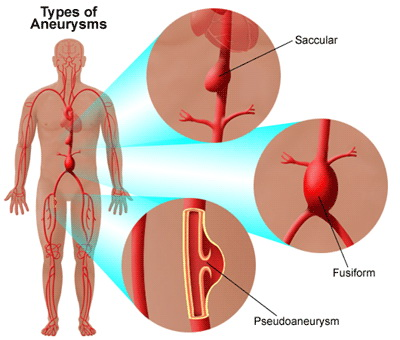 Types of
Aneurysms
Saccular
Fusiform
Pseudoaneurysm